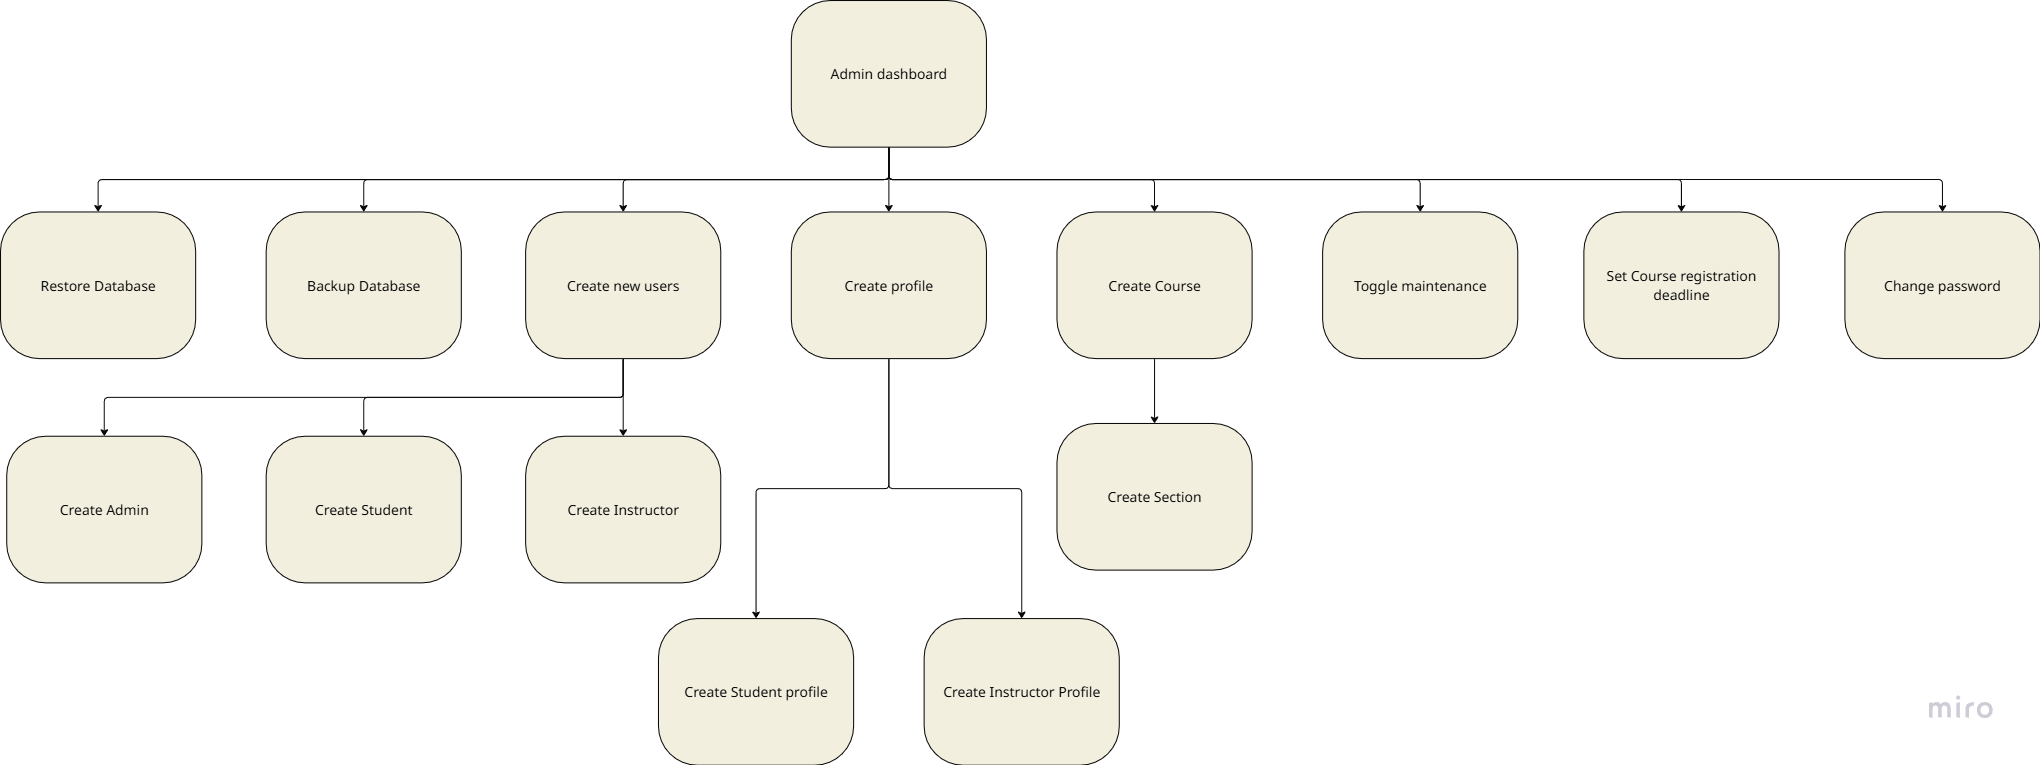 Admin dashboard
Restore Database
Backup Database
Create new users
Create profile
Create Course
Toggle maintenance
Set Course registration
deadline
Change password
Create Admin
Create Student
Create Instructor
Create Section
Create Student profile
Create Instructor Profile
miro